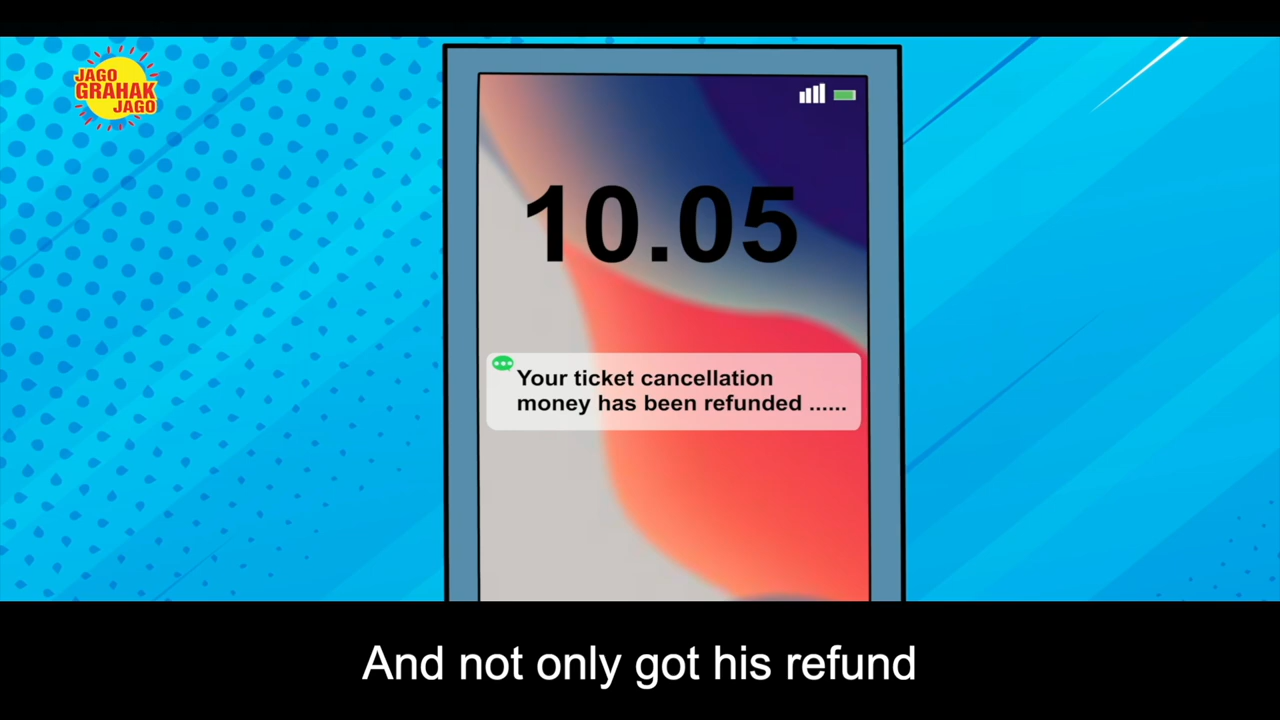 JAGO
GRAHAK
JAGO
10.05
Your ticket cancellation
money has been refunded ......
And not only got his refund